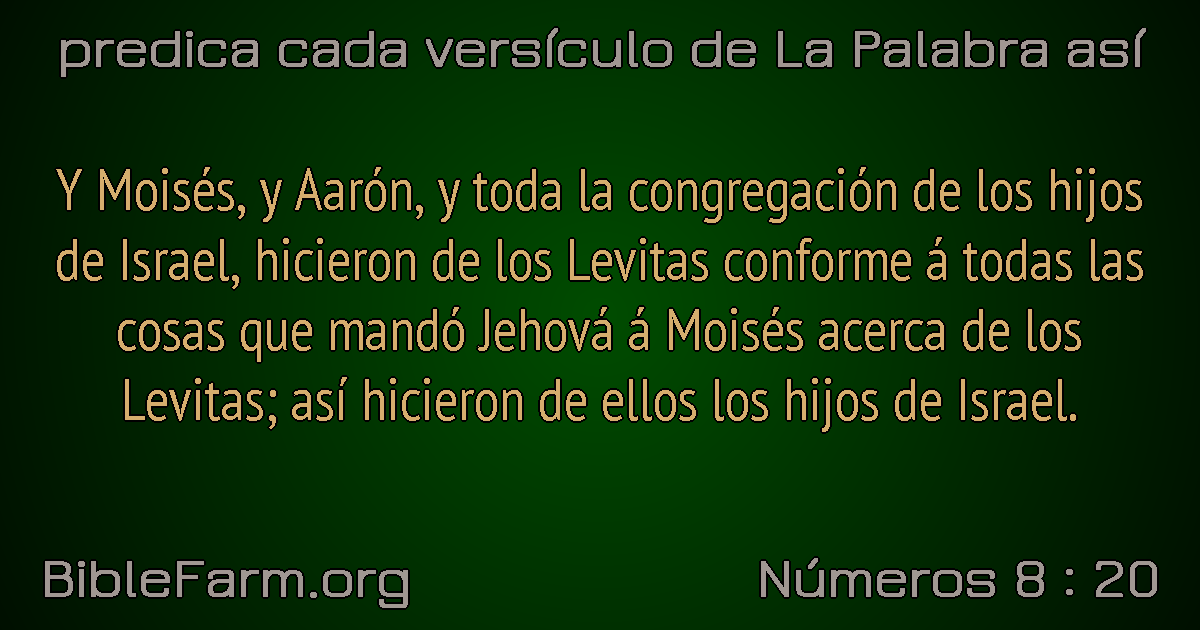 predica cada versículo de La Palabra así
Y Moisés, y Aarón, y toda la congregación de los hijos
de Israel, hicieron de los Levitas conforme á todas las
cosas que mandó Jehová á Moisés acerca de los
Levitas; así hicieron de ellos los hijos de Israel.
BibleFarm.org
Números 8 : 20